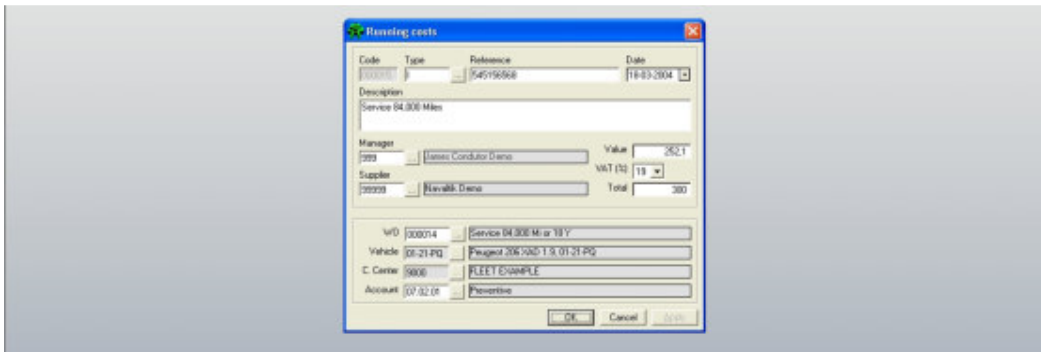 Running costs
Code Type Reference Date
I ... 545156568 18-03-2004
Description
Service 84.000 Miles
Manager
999 ... James Condutor Demo Value 252,1
VAT (%) 19
Supplier
99999 ... Navaltik Demo Total 300
WO 000014 ... Service 84.000 Mi or 10 Y
Vehicle 01-21-PQ ... Peugeot 206 XAD 1.9, 01-21-PQ
C. Center 9000 ... FLEET EXAMPLE
Account 07.02.01 ... Preventive
OK Cancel Apply